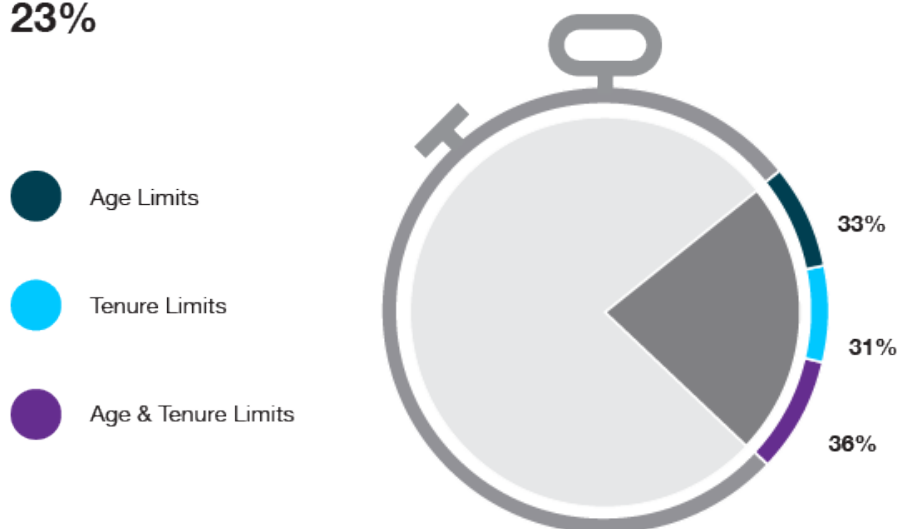 23%
Age Limits
33%
Tenure Limits
31%
Age & Tenure Limits
36%